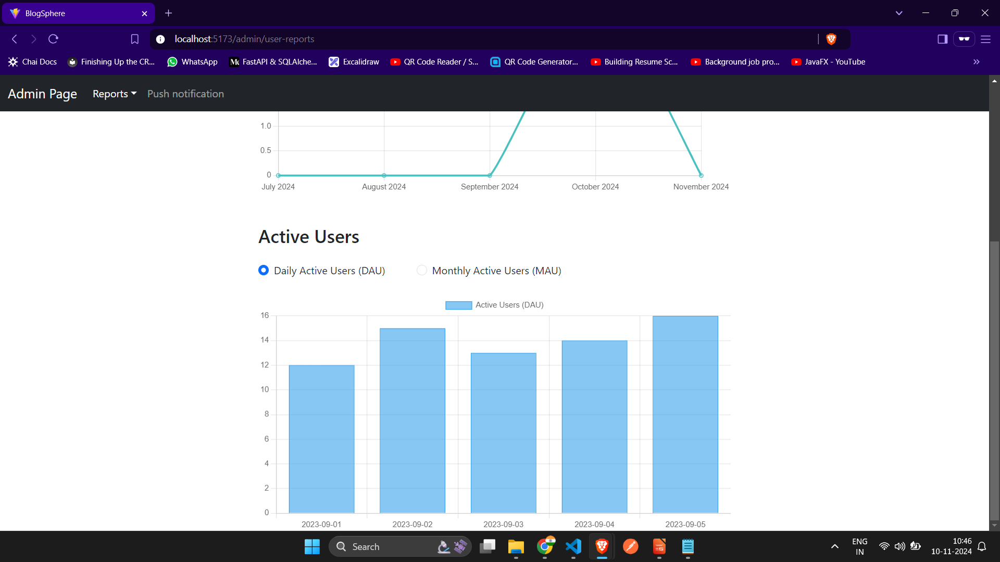 BlogSphere
localhost:5173/admin/user-reports
Chai Docs
Finishing Up the CR...
WhatsApp
FastAPI & SQLAlche...
Excalidraw
QR Code Reader / S...
QR Code Generator...
Building Resume Sc...
Background job pro...
JavaFX - YouTube
Admin Page
Reports
Push notification
1.0
0.5
0
July 2024
August 2024
September 2024
October 2024
November 2024
Active Users
Daily Active Users (DAU)
Monthly Active Users (MAU)
Active Users (DAU)
16
14
12
10
8
6
4
2
0
2023-09-01
2023-09-02
2023-09-03
2023-09-04
2023-09-05
Search
ENG
IN
10:46
10-11-2024